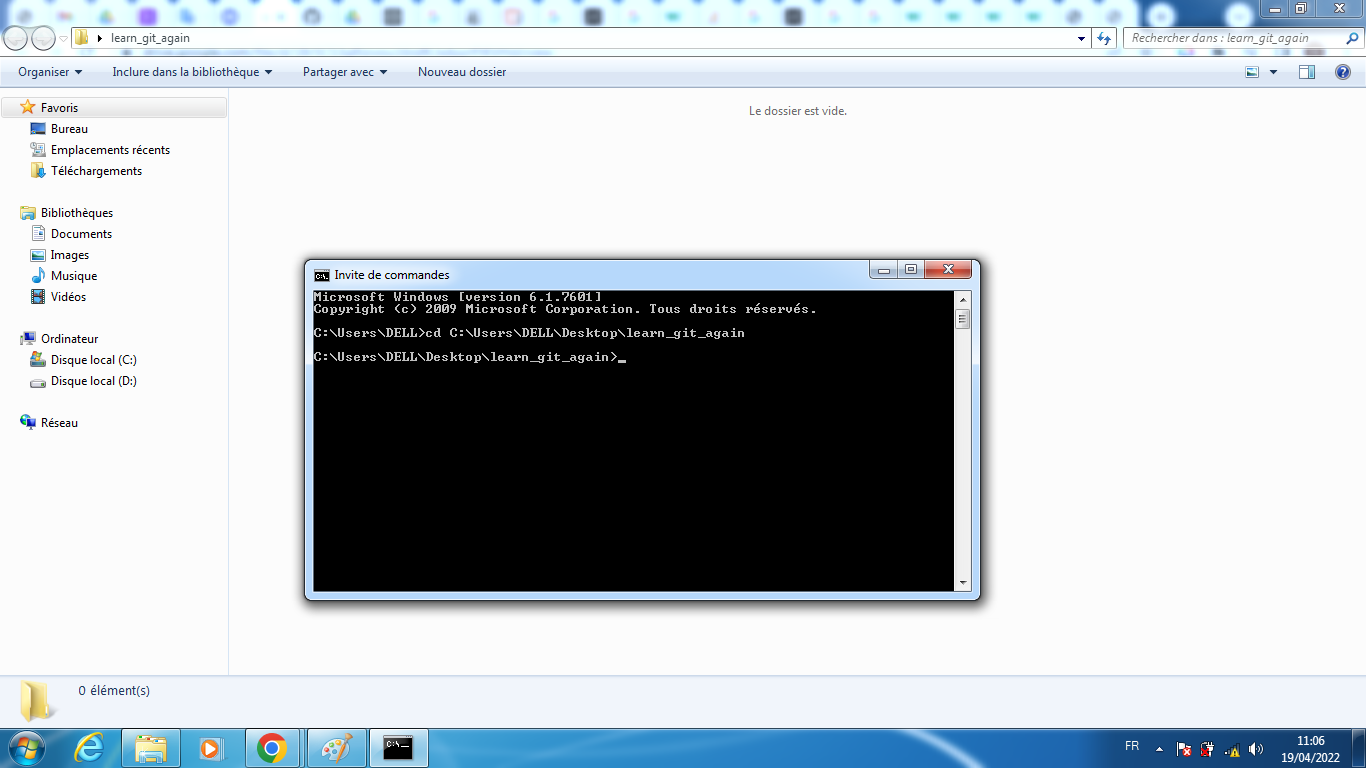 learn_git_again
Rechercher dans : learn_git_again
Organiser
Inclure dans la bibliothèque
Partager avec
Nouveau dossier
Favoris
Bureau
Emplacements récents
Téléchargements
Bibliothèques
Documents
Images
Musique
Vidéos
Ordinateur
Disque local (C:)
Disque local (D:)
Réseau
Le dossier est vide.
Invite de commandes
Microsoft Windows [version 6.1.7601]
Copyright (c) 2009 Microsoft Corporation. Tous droits réservés.
C:\Users\DELL>cd C:\Users\DELL\Desktop\learn_git_again
C:\Users\DELL\Desktop\learn_git_again>_
0 élément(s)
FR
11:06
19/04/2022